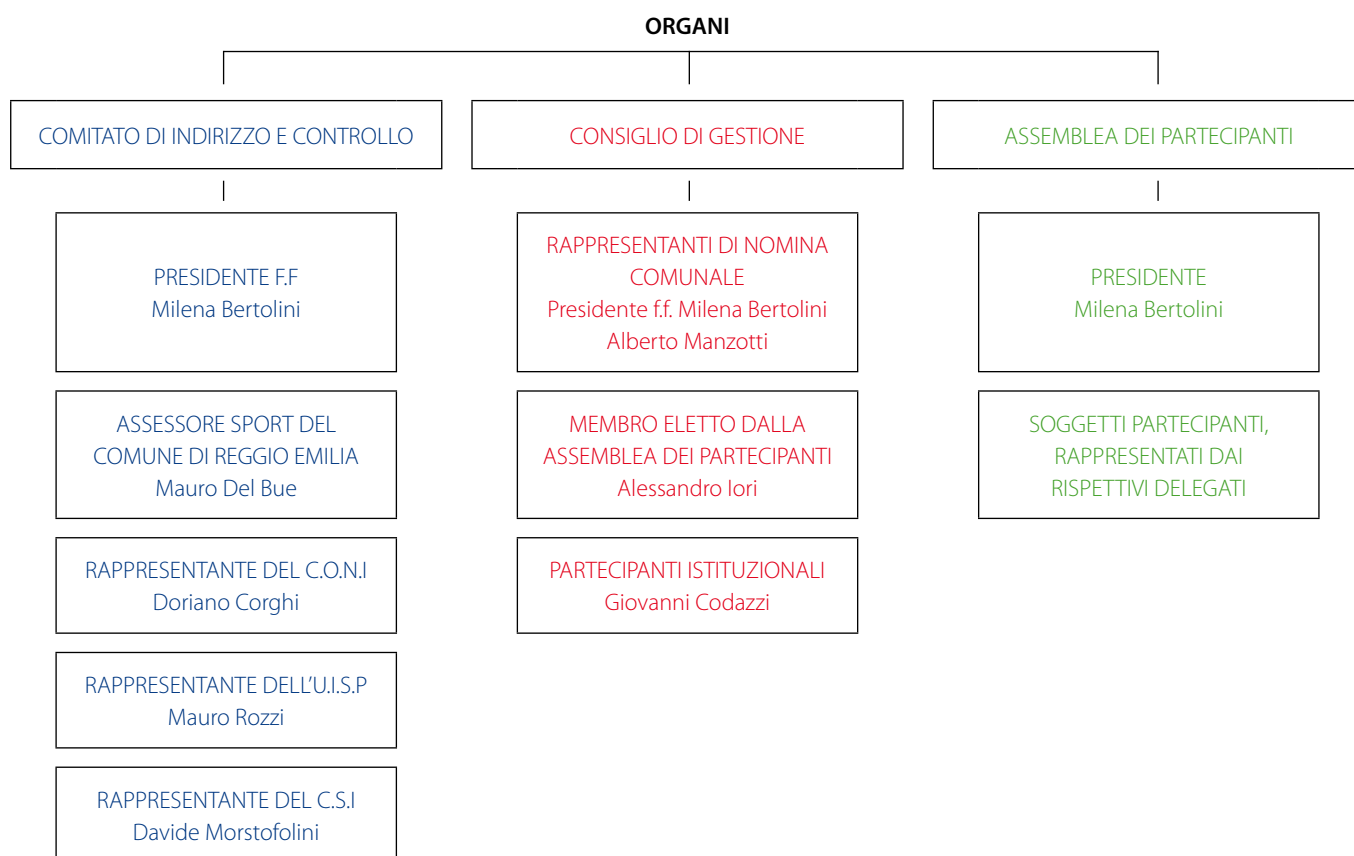 ORGANI
COMITATO DI INDIRIZZO E CONTROLLO
PRESIDENTE F.F
Milena Bertolini
ASSESSORE SPORT DEL
COMUNE DI REGGIO EMILIA
Mauro Del Bue
RAPPRESENTANTE DEL C.O.N.I
Doriano Corghi
RAPPRESENTANTE DELL’U.I.S.P
Mauro Rozzi
RAPPRESENTANTE DEL C.S.I
Davide Morstofolini
CONSIGLIO DI GESTIONE
RAPPRESENTANTI DI NOMINA
COMUNALE
Presidente f.f. Milena Bertolini
Alberto Manzotti
MEMBRO ELETTO DALLA
ASSEMBLEA DEI PARTECIPANTI
Alessandro Iori
PARTECIPANTI ISTITUZIONALI
Giovanni Codazzi
ASSEMBLEA DEI PARTECIPANTI
PRESIDENTE
Milena Bertolini
SOGGETTI PARTECIPANTI,
RAPPRESENTATI DAI
RISPETTIVI DELEGATI